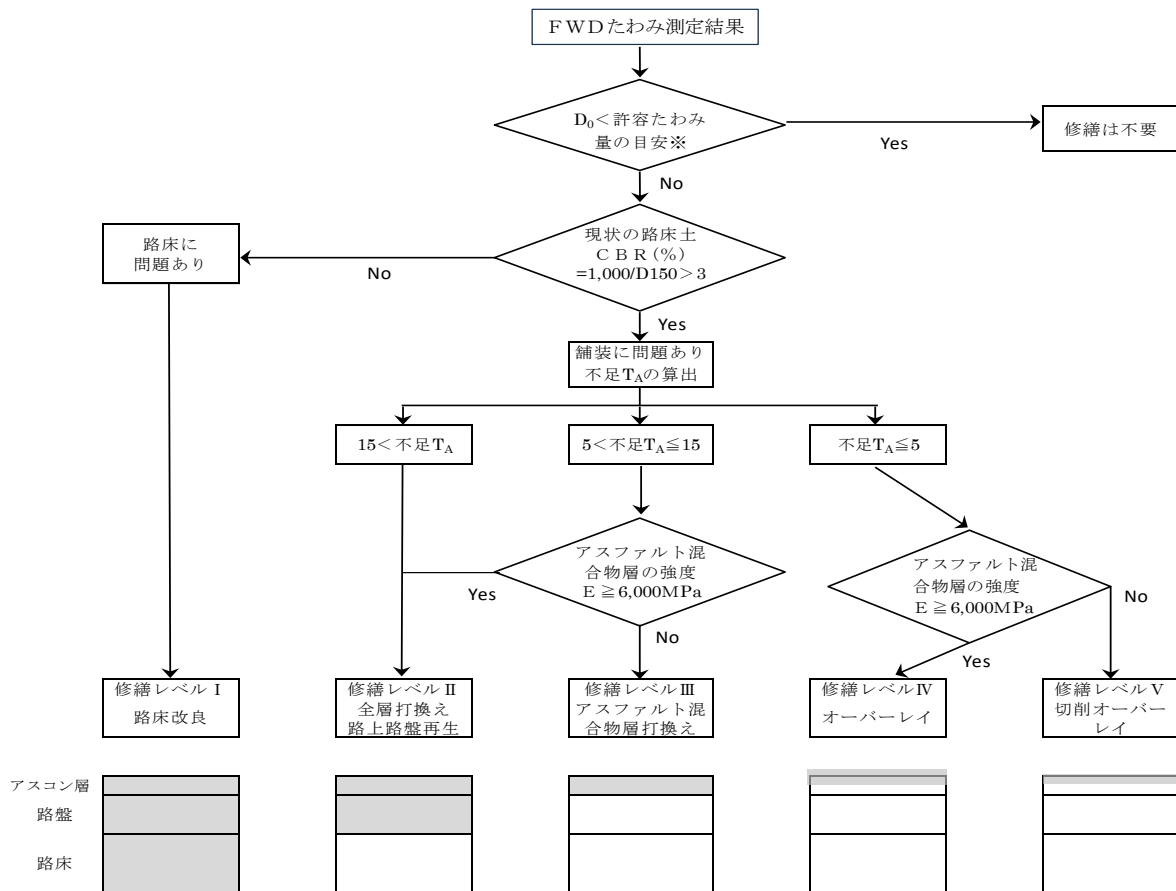 ＦＷＤたわみ測定結果
D₀＜許容たわみ
量の目安※
Yes
修繕は不要
No
現状の路床土
ＣＢＲ(%)
=1,000/D150＞3
No
路床に
問題あり
Yes
舗装に問題あり
不足T_Aの算出
15＜不足T_A
5＜不足T_A≦15
不足T_A≦5
アスファルト混
合物層の強度
Ｅ≧6,000MPa
Yes
No
アスファルト混
合物層の強度
Ｅ≧6,000MPa
No
Yes
修繕レベルⅠ
路床改良
修繕レベルⅡ
全層打換え
路上路盤再生
修繕レベルⅢ
アスファルト混
合物層打換え
修繕レベルⅣ
オーバーレイ
修繕レベルⅤ
切削オーバー
レイ
アスコン層
路盤
路床